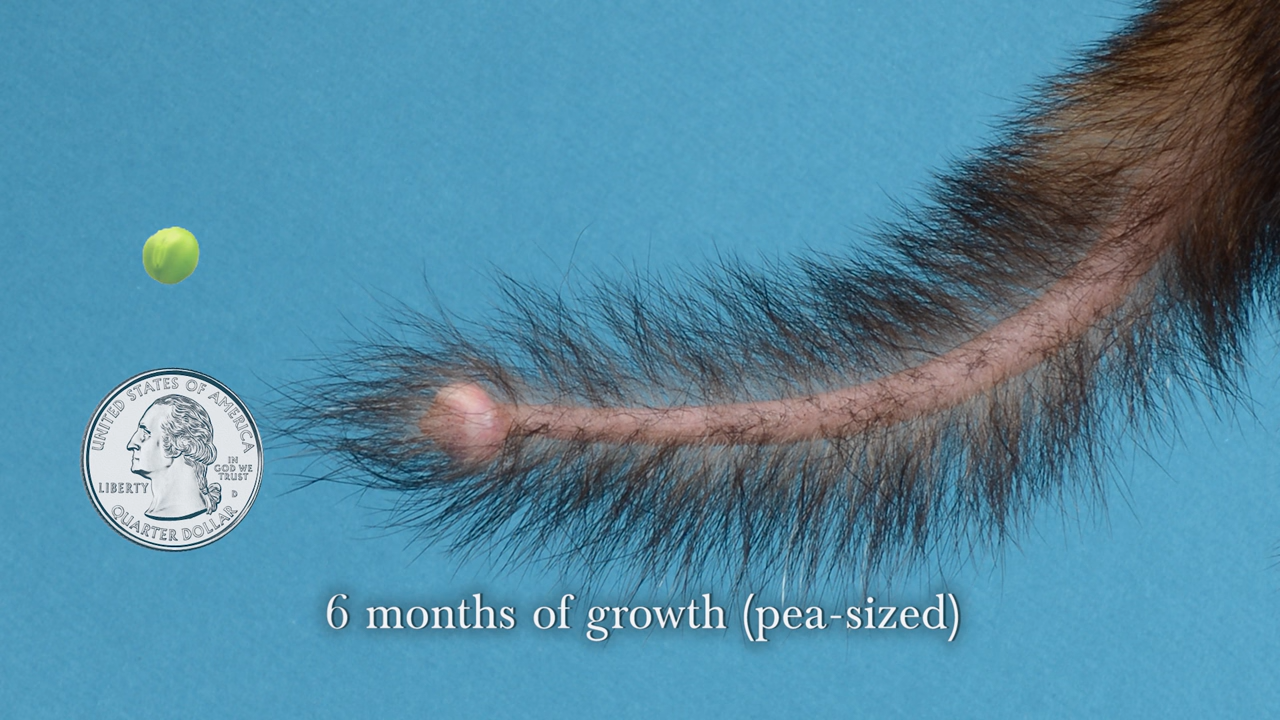 UNITED STATES OF AMERICA
IN
GOD WE
TRUST
LIBERTY
D
QUARTER DOLLAR
6 months of growth (pea-sized)